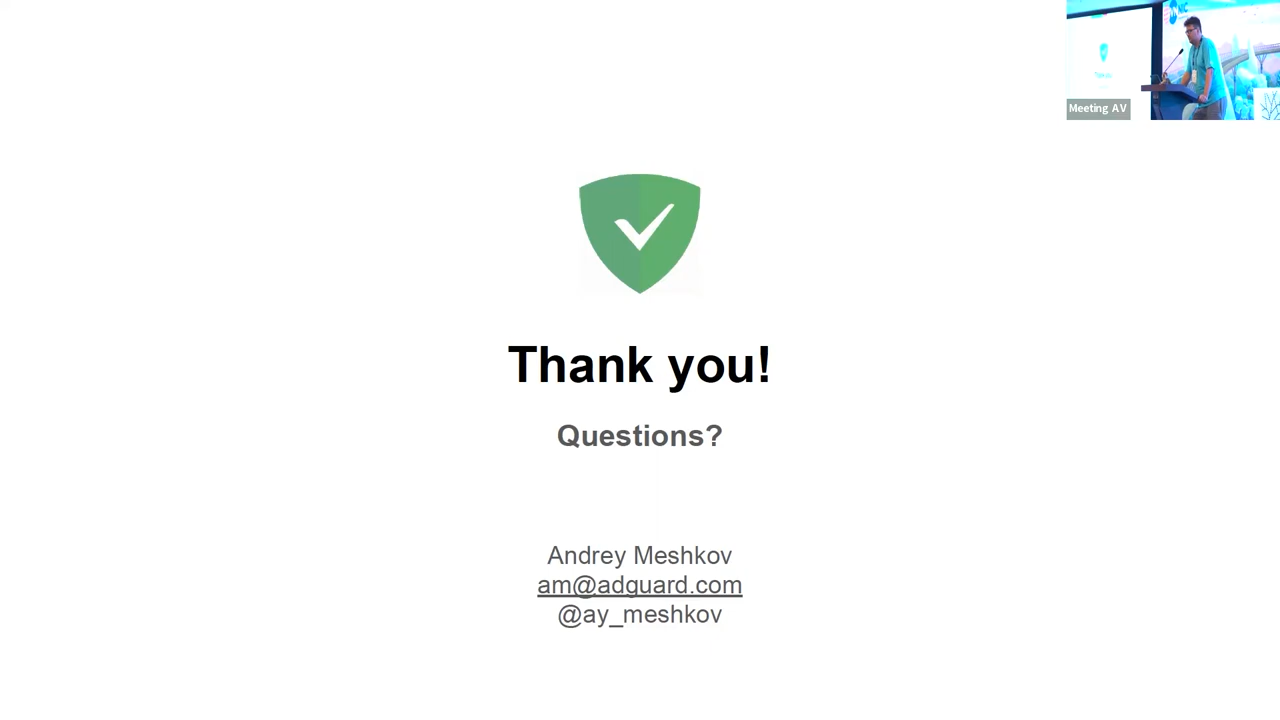 Meeting AV
Thank you!
Questions?
Andrey Meshkov
am@adguard.com
@ay_meshkov